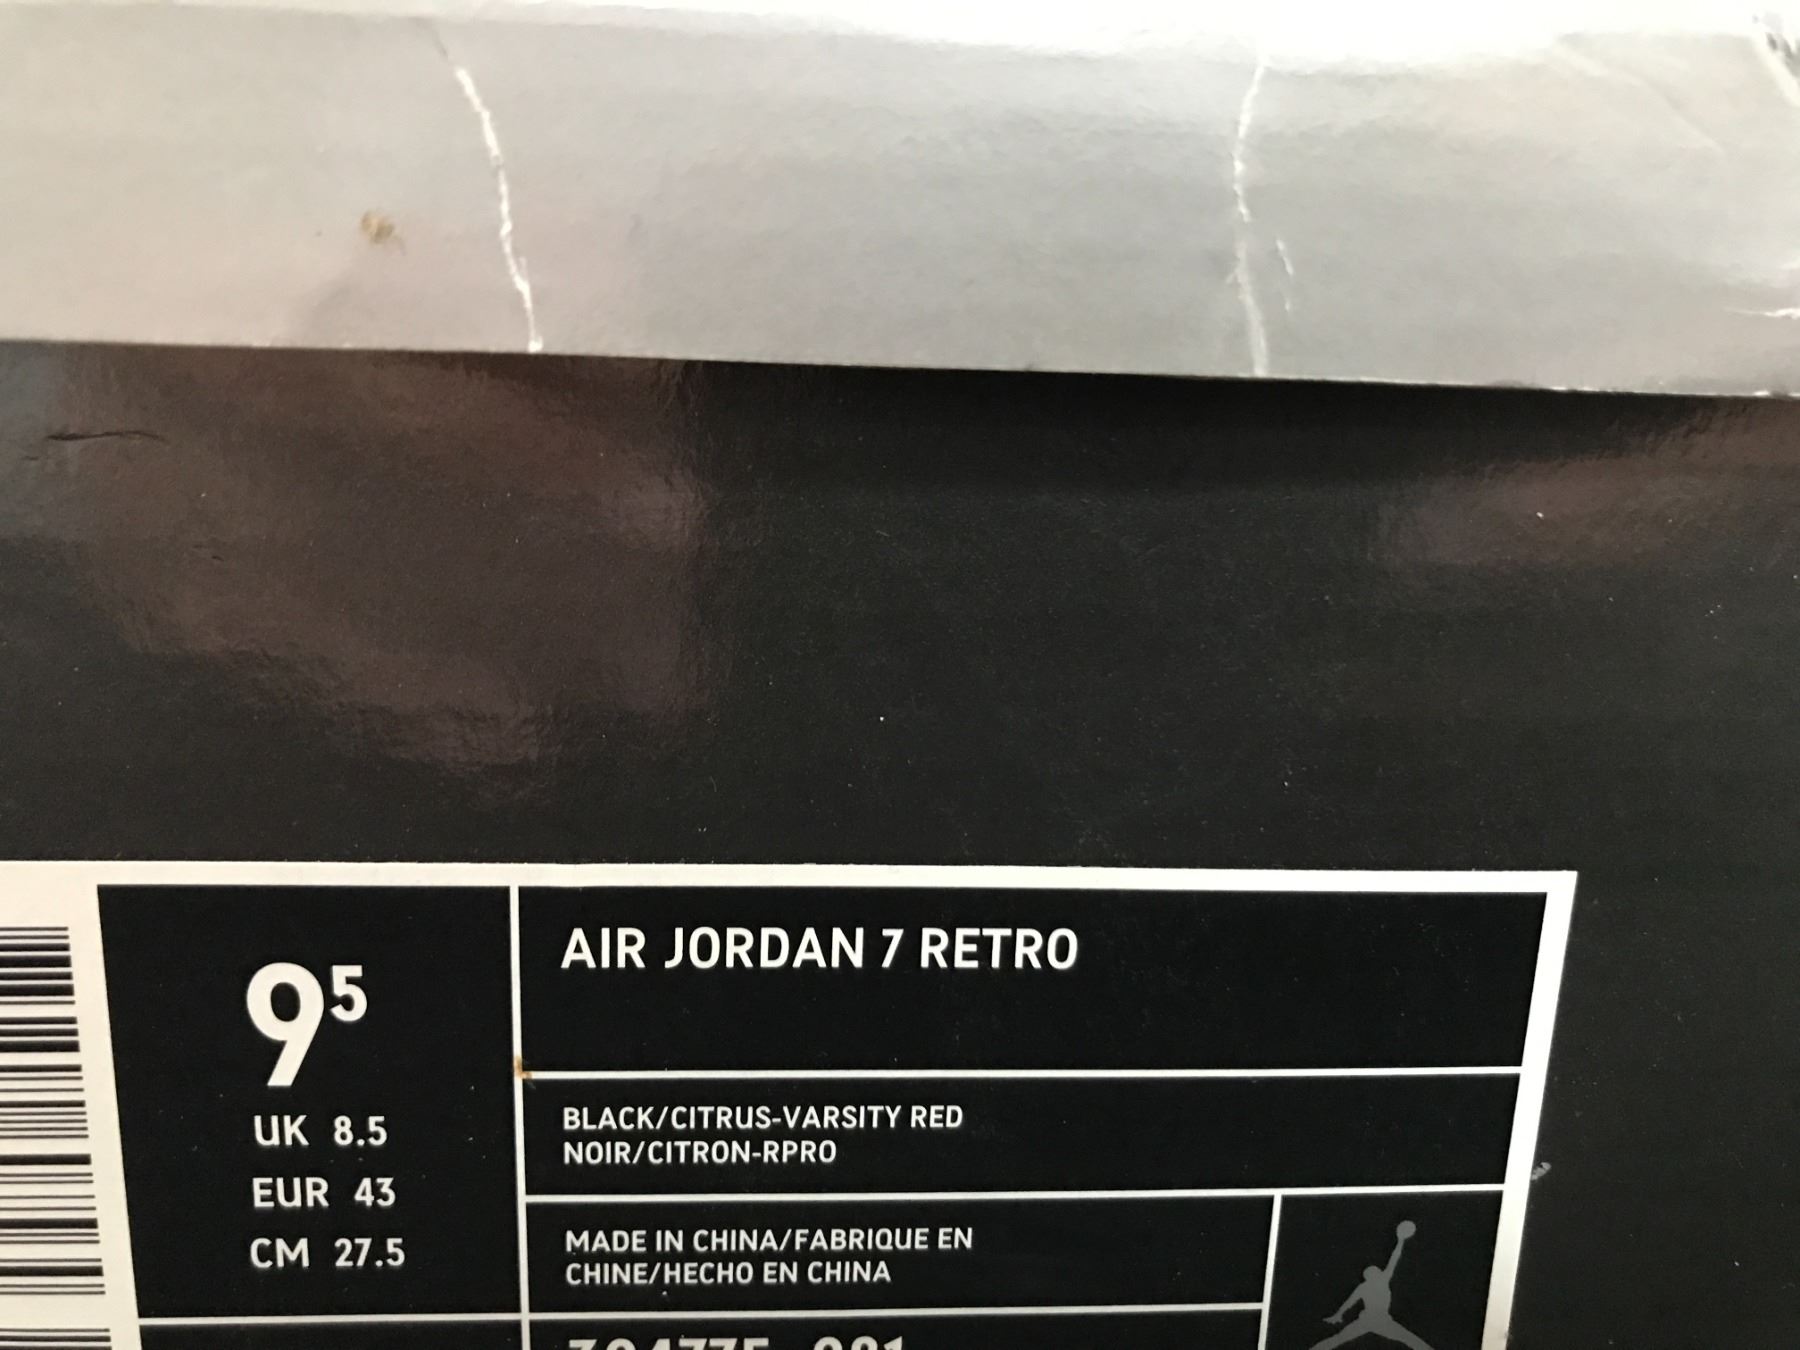 9⁵
UK 8.5
EUR 43
CM 27.5
AIR JORDAN 7 RETRO
BLACK/CITRUS-VARSITY RED
NOIR/CITRON-RPRO
MADE IN CHINA/FABRIQUE EN
CHINE/HECHO EN CHINA